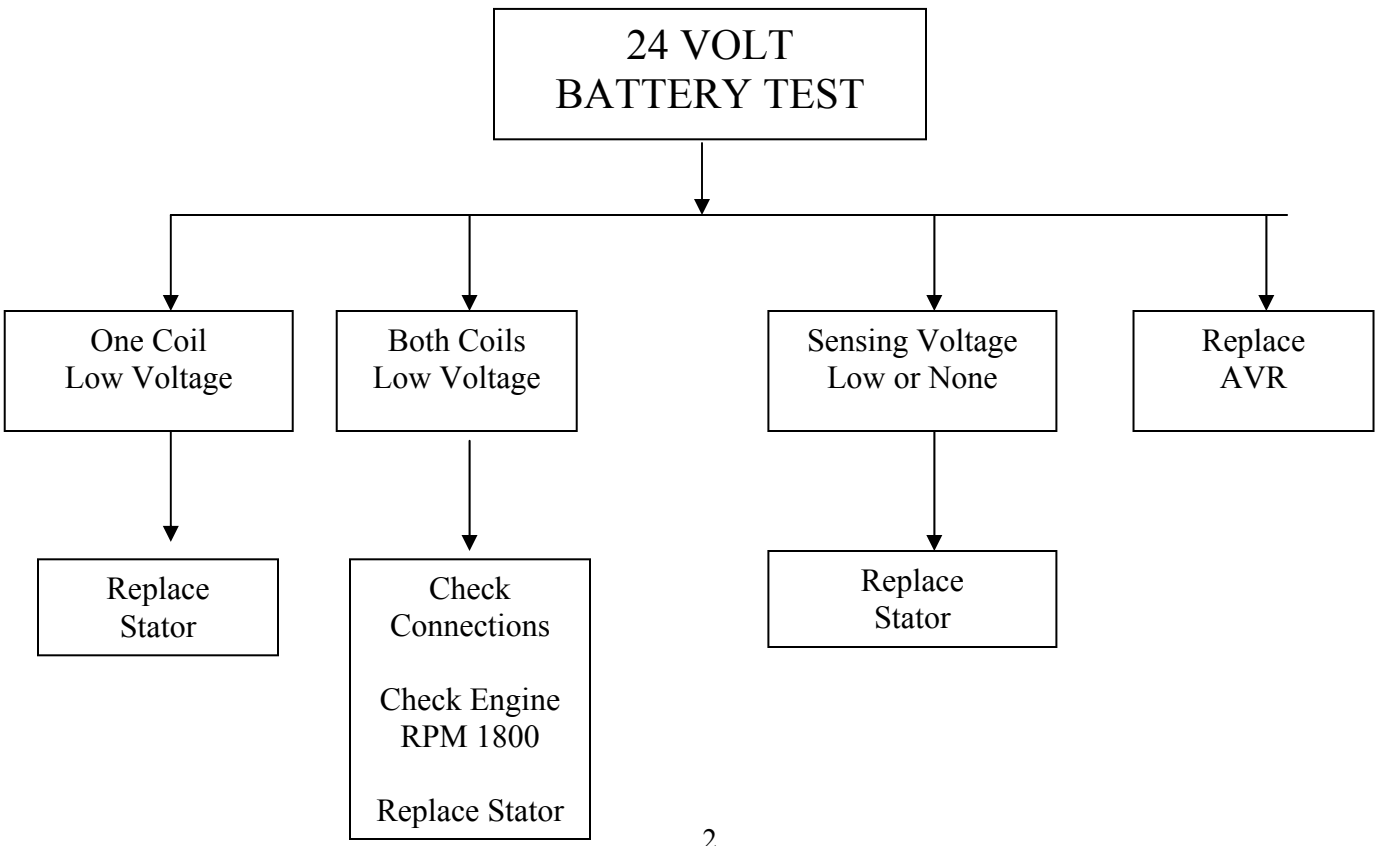 24 VOLT
BATTERY TEST
One Coil
Low Voltage
Both Coils
Low Voltage
Sensing Voltage
Low or None
Replace
AVR
Replace
Stator
Check
Connections
Check Engine
RPM 1800
Replace Stator
Replace
Stator
2